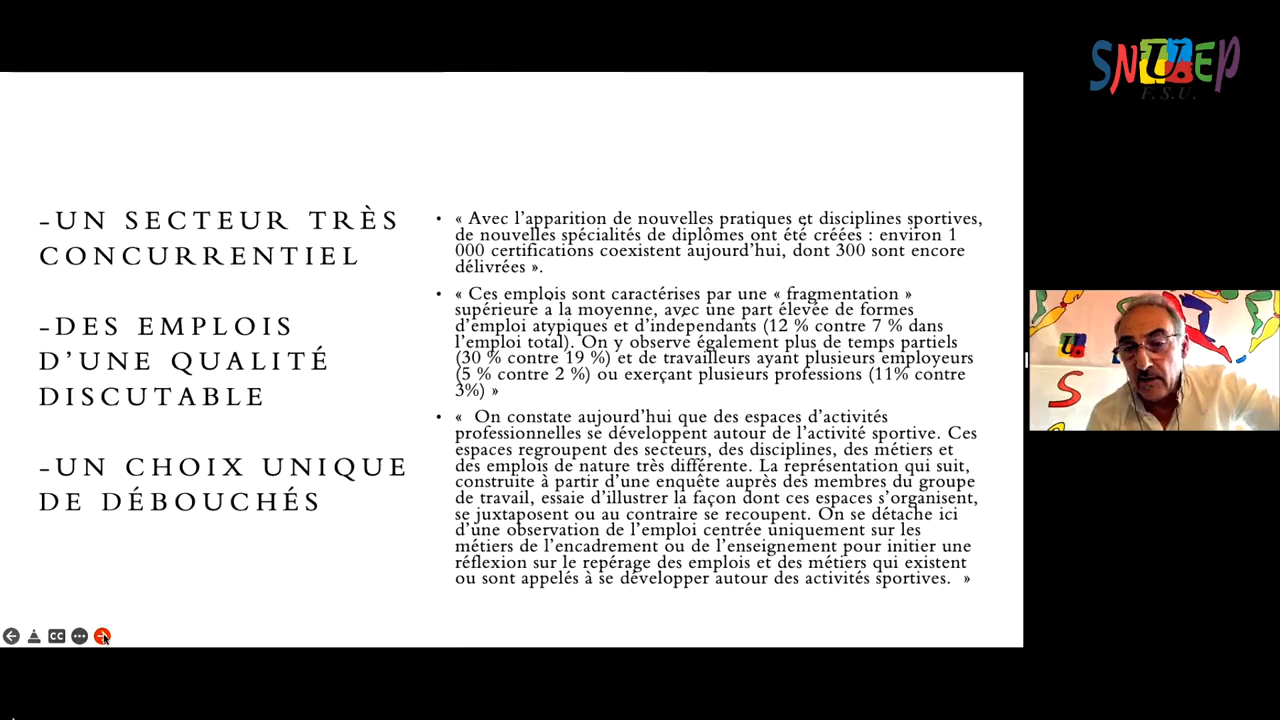 SNUEP
F.S.U.
-UN SECTEUR TRÈS
CONCURRENTIEL
-DES EMPLOIS
D'UNE QUALITÉ
DISCUTABLE
-UN CHOIX UNIQUE
DE DÉBOUCHÉS
• « Avec l'apparition de nouvelles pratiques et disciplines sportives,
de nouvelles spécialités de diplômes ont été créées : environ 1
000 certifications coexistent aujourd'hui, dont 300 sont encore
délivrées ».
• « Ces emplois sont caractérises par une « fragmentation »
supérieure a la moyenne, avec une part élevée de formes
d'emploi atypiques et d'indépendants (12 % contre 7 % dans
l'emploi total). On y observe également plus de temps partiels
(30 % contre 19 %) et de travailleurs ayant plusieurs employeurs
(5 % contre 2 %) ou exerçant plusieurs professions (11% contre
3%) »
• « On constate aujourd'hui que des espaces d'activités
professionnelles se développent autour de l'activité sportive. Ces
espaces regroupent des secteurs, des disciplines, des métiers et
des emplois de nature très différente. La représentation qui suit,
construite à partir d'une enquête auprès des membres du groupe
de travail, essaie d'illustrer la façon dont ces espaces s'organisent,
se juxtaposent ou au contraire se recoupent. On se détache ici
d'une observation de l'emploi centrée uniquement sur les
métiers de l'encadrement ou de l'enseignement pour initier une
réflexion sur le repérage des emplois et des métiers qui existent
ou sont appelés à se développer autour des activités sportives. »
CC
S